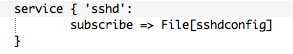 service { 'sshd':
        subscribe => File[sshdconfig]
}